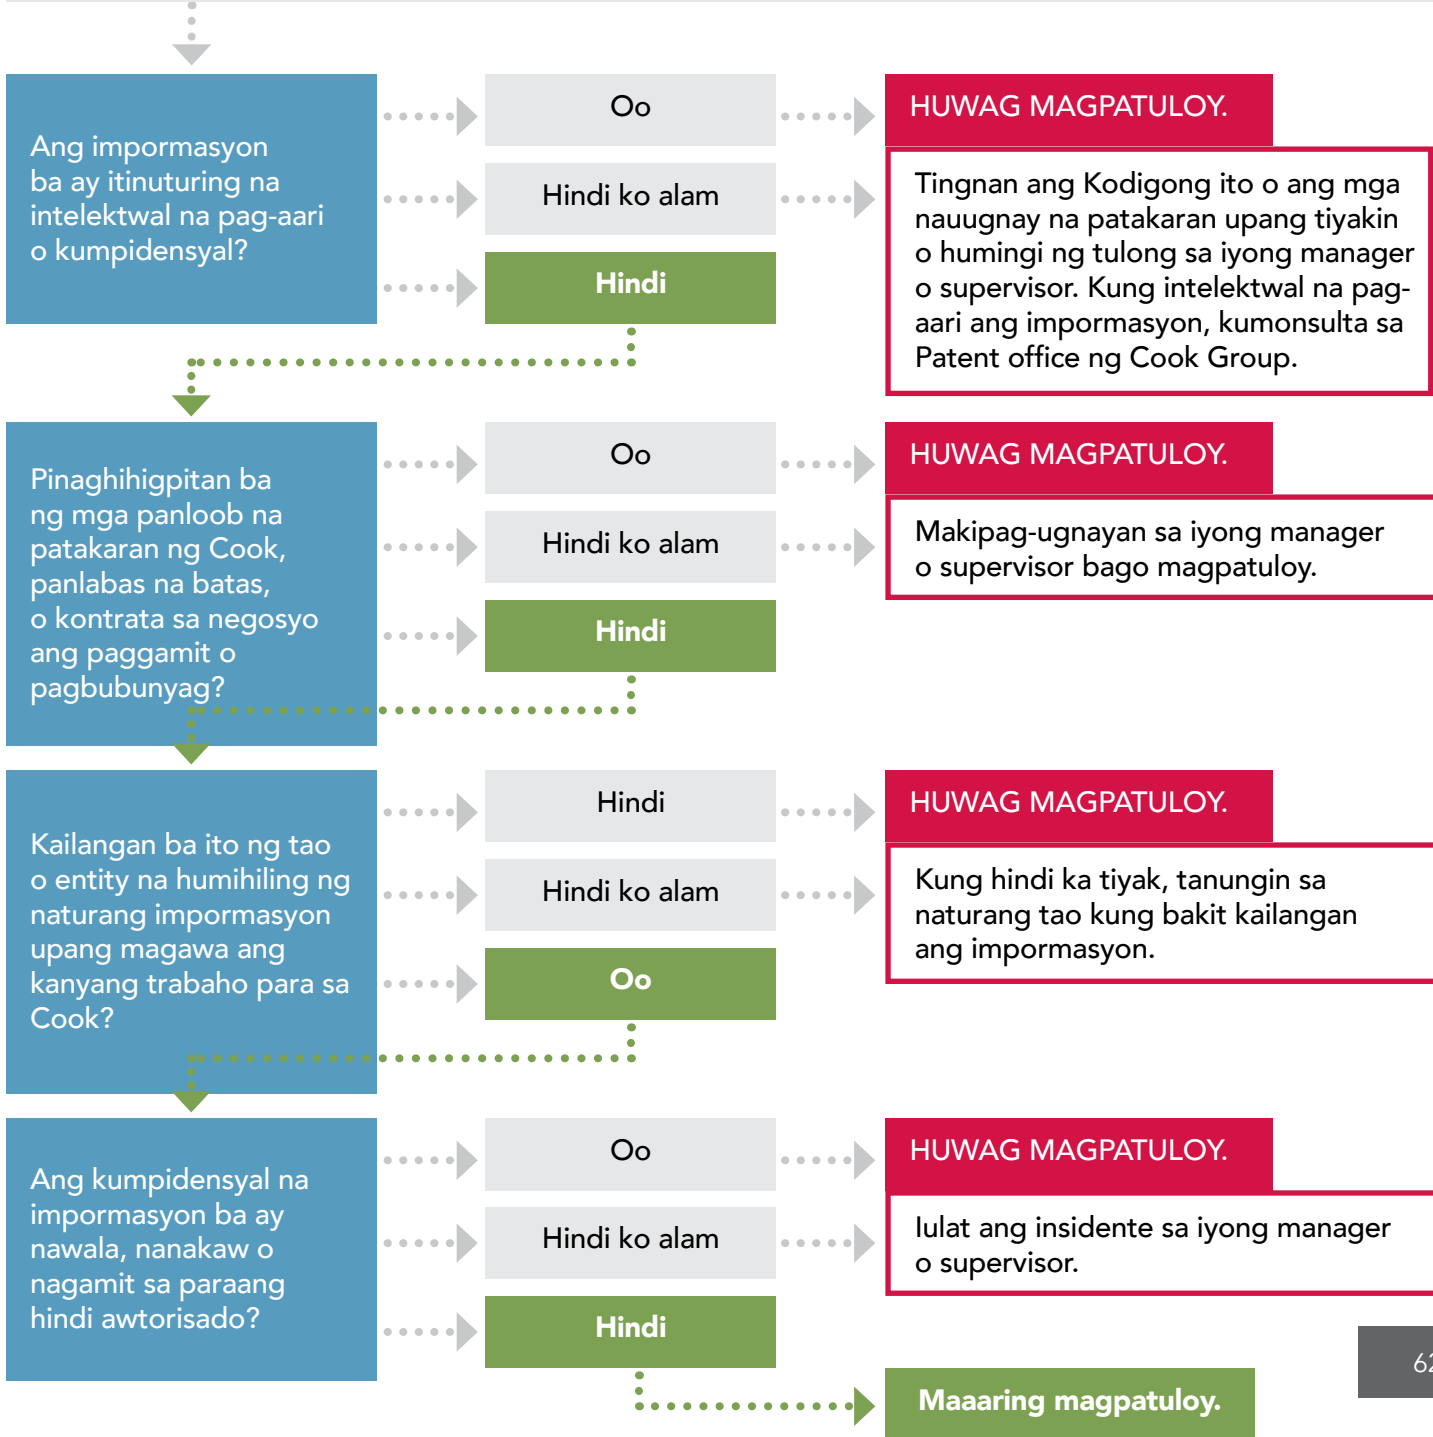 Ang impormasyon
ba ay itinuturing na
intelektwal na pag-aari
o kumpidensyal?
Oo
Hindi ko alam
Hindi
HUWAG MAGPATULOY.
Tingnan ang Kodigong ito o ang mga
nauugnay na patakaran upang tiyakin
o humingi ng tulong sa iyong manager
o supervisor. Kung intelektwal na pag-
aari ang impormasyon, kumonsulta sa
Patent office ng Cook Group.
Pinaghihigpitan ba
ng mga panloob na
patakaran ng Cook,
panlabas na batas,
o kontrata sa negosyo
ang paggamit o
pagbubunyag?
Oo
Hindi ko alam
Hindi
HUWAG MAGPATULOY.
Makipag-ugnayan sa iyong manager
o supervisor bago magpatuloy.
Kailangan ba ito ng tao
o entity na humihiling ng
naturang impormasyon
upang magawa ang
kanyang trabaho para sa
Cook?
Hindi
Hindi ko alam
Oo
HUWAG MAGPATULOY.
Kung hindi ka tiyak, tanungin sa
naturang tao kung bakit kailangan
ang impormasyon.
Ang kumpidensyal na
impormasyon ba ay
nawala, nanakaw o
nagamit sa paraang
hindi awtorisado?
Oo
Hindi ko alam
Hindi
HUWAG MAGPATULOY.
Iulat ang insidente sa iyong manager
o supervisor.
Maaaring magpatuloy.
62